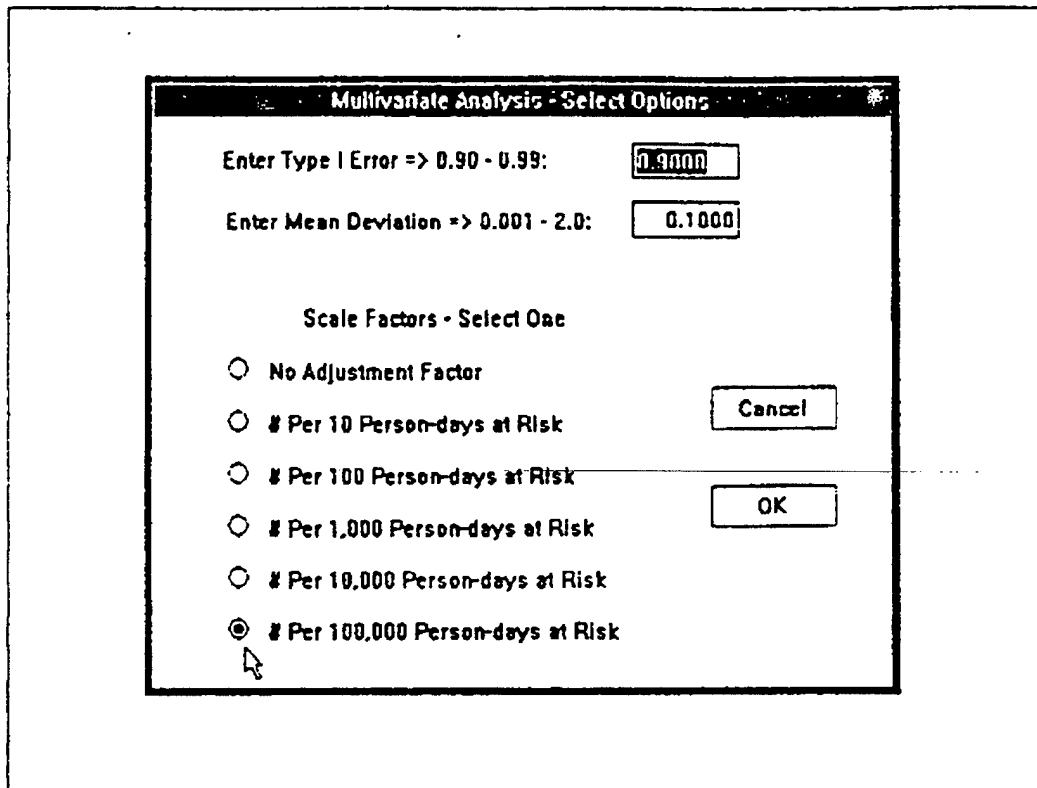 Multivariate Analysis - Select Options
Enter Type I Error => 0.90 - 0.99:
0.9000
Enter Mean Deviation => 0.001 - 2.0:
0.1000
Scale Factors - Select One
No Adjustment Factor
# Per 10 Person-days at Risk
Cancel
# Per 100 Person-days at Risk
OK
# Per 1,000 Person-days at Risk
# Per 10,000 Person-days at Risk
# Per 100,000 Person-days at Risk